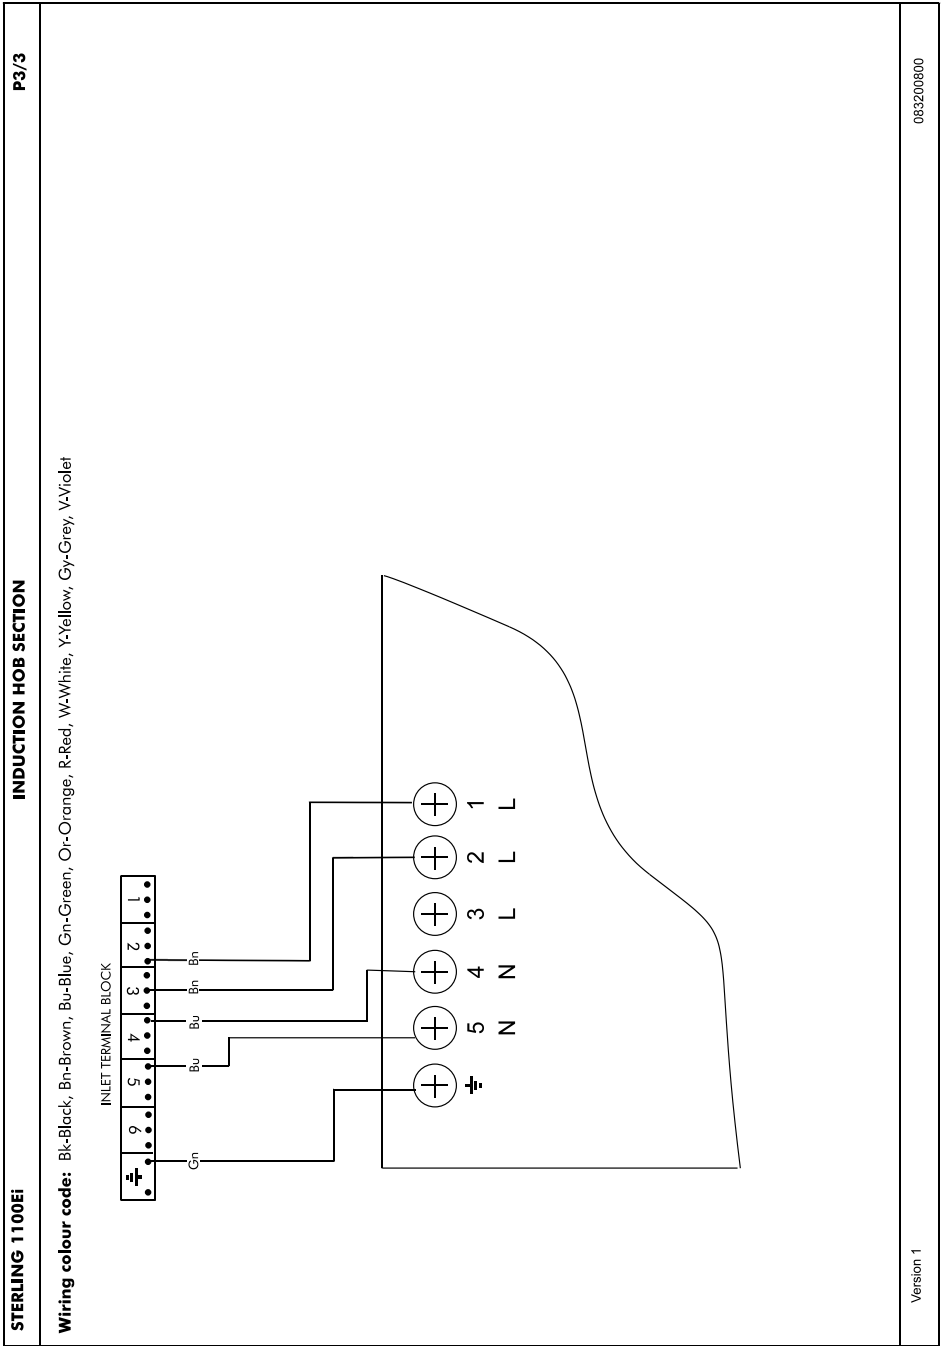 STERLING 1100Ei INDUCTION HOB SECTION P3/3
Wiring colour code: Bk-Black, Bn-Brown, Bu-Blue, Gn-Green, Or-Orange, R-Red, W-White, Y-Yellow, Gy-Grey, V-Violet
INLET TERMINAL BLOCK
6 5 4 3 2 1
Gn Bu Bu Bn Bn
5 4 3 2 1
N N L L L
Version 1 083200800